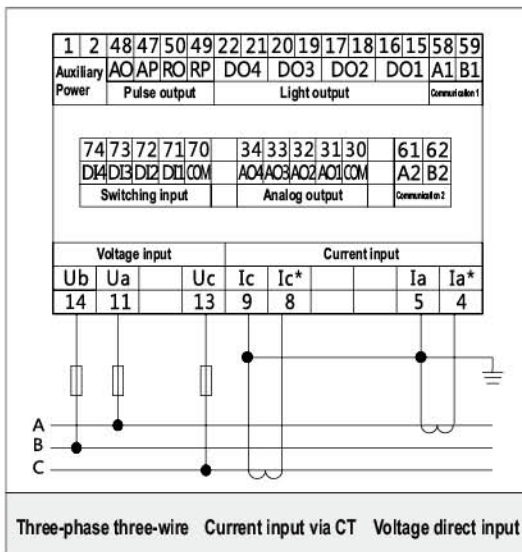 1 2 48 47 50 49 22 21 20 19 17 18 16 15 58 59
Auxiliary Power AO AP RO RP DO4 DO3 DO2 DO1 A1 B1
Pulse output Light output Communication 1
74 73 72 71 70 34 33 32 31 30 61 62
DI4 DI3 DI2 DI1 COM AO4 AO3 AO2 AO1 COM A2 B2
Switching input Analog output Communication 2
Voltage input Current input
Ub Ua Uc Ic Ic* Ia Ia*
14 11 13 9 8 5 4
A
B
C
Three-phase three-wire Current input via CT Voltage direct input